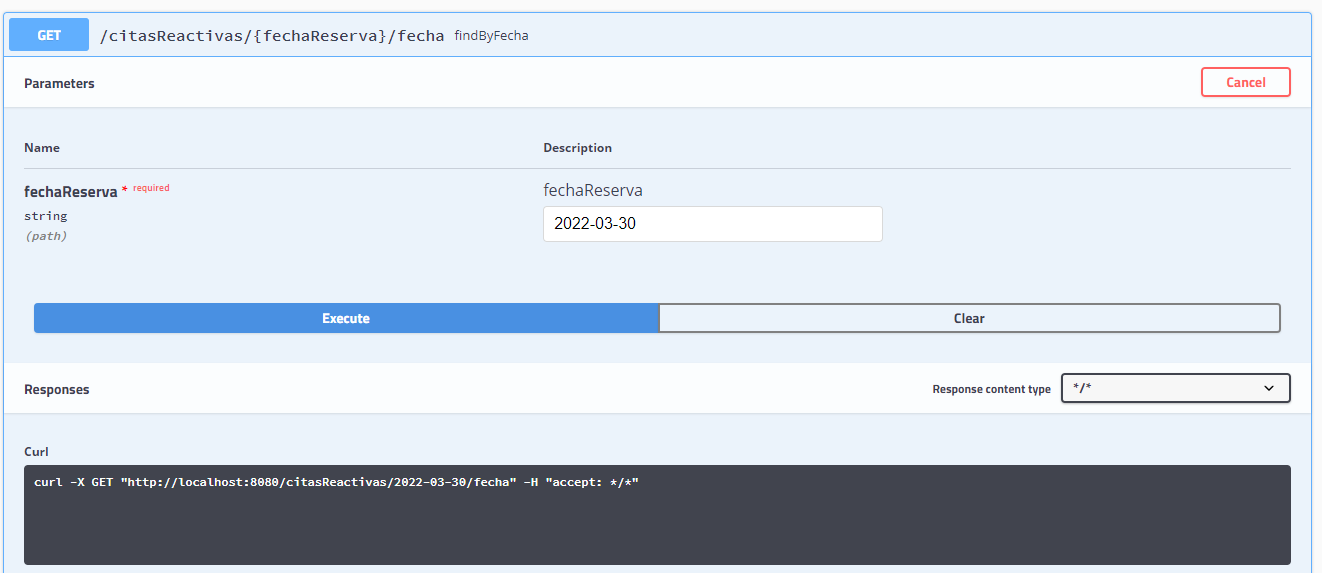 GET /citasReactivas/{fechaReserva}/fecha findByFecha
Parameters Cancel
Name Description
fechaReserva * required fechaReserva
string 2022-03-30
(path)
Execute Clear
Responses Response content type */*
Curl
curl -X GET "http://localhost:8080/citasReactivas/2022-03-30/fecha" -H "accept: */*"